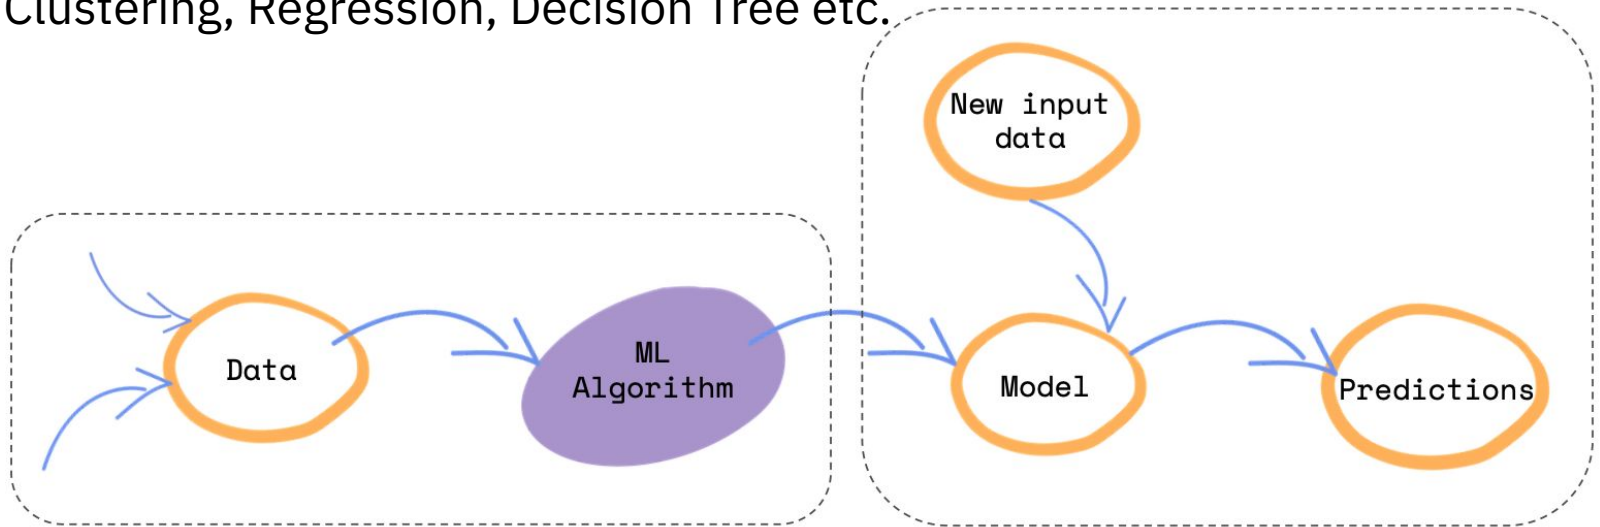 Clustering, Regression, Decision Tree etc.
New input
data
Data
ML
Algorithm
Model
Predictions